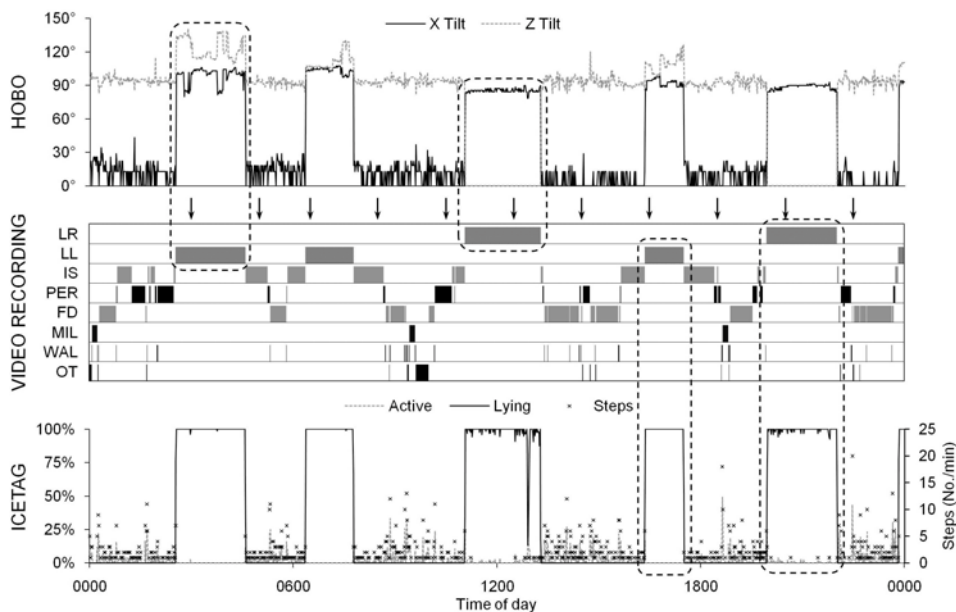 X Tilt Z Tilt
150°
120°
90°
60°
30°
0°
HOBO
LR
LL
IS
PER
FD
MIL
WAL
OT
VIDEO RECORDING
Active Lying Steps
100%
75%
50%
25%
0%
ICETAG
25
20
15
10
5
0
Steps (No./min)
0000 0600 1200 1800 0000
Time of day